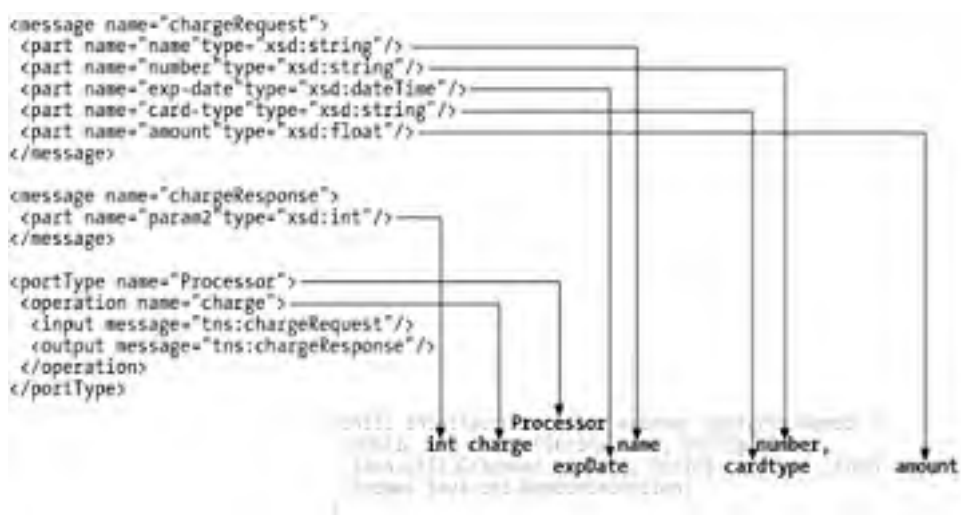 <message name="chargeRequest">
<part name="name"type="xsd:string"/>
<part name="number"type="xsd:string"/>
<part name="exp-date"type="xsd:dateTime"/>
<part name="card-type"type="xsd:string"/>
<part name="amount"type="xsd:float"/>
</message>
<message name="chargeResponse">
<part name="param2"type="xsd:int"/>
</message>
<portType name="Processor">
<operation name="charge">
<input message="tns:chargeRequest"/>
<output message="tns:chargeResponse"/>
</operation>
</portType>
Processor
int charge name number,
expDate cardtype amount